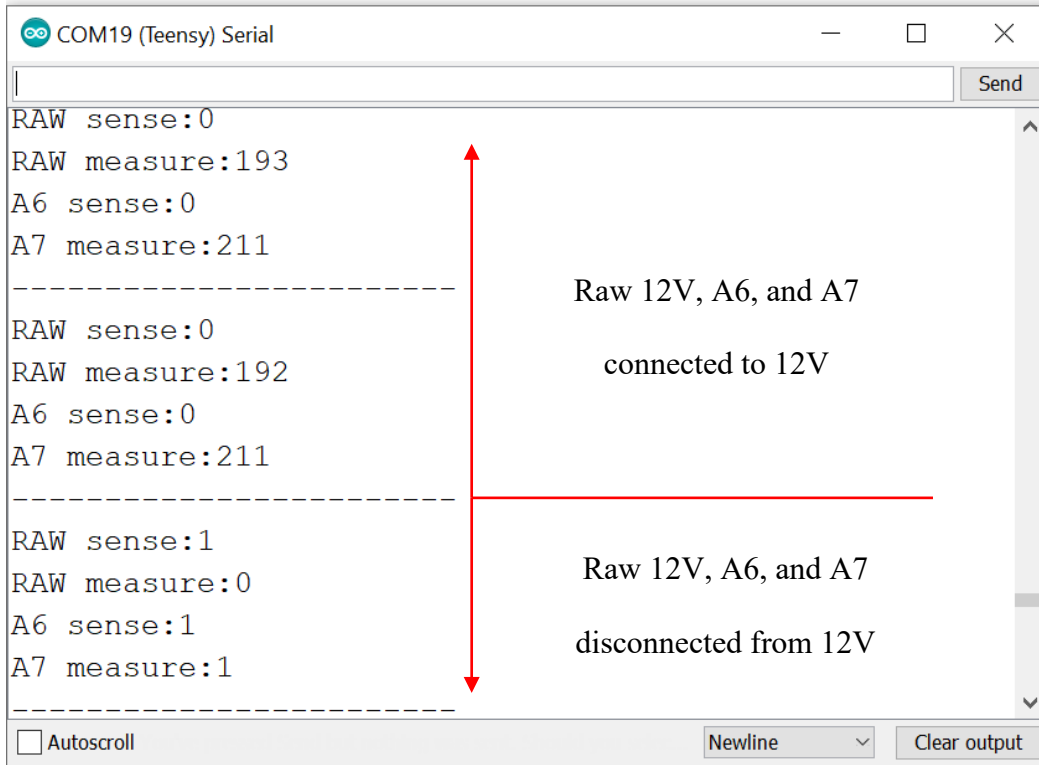 COM19 (Teensy) Serial
Send
RAW sense:0
RAW measure:193
A6 sense:0
A7 measure:211
------------------------
RAW sense:0
RAW measure:192
A6 sense:0
A7 measure:211
------------------------
RAW sense:1
RAW measure:0
A6 sense:1
A7 measure:1
------------------------
Raw 12V, A6, and A7
connected to 12V
Raw 12V, A6, and A7
disconnected from 12V
Autoscroll
Newline
Clear output